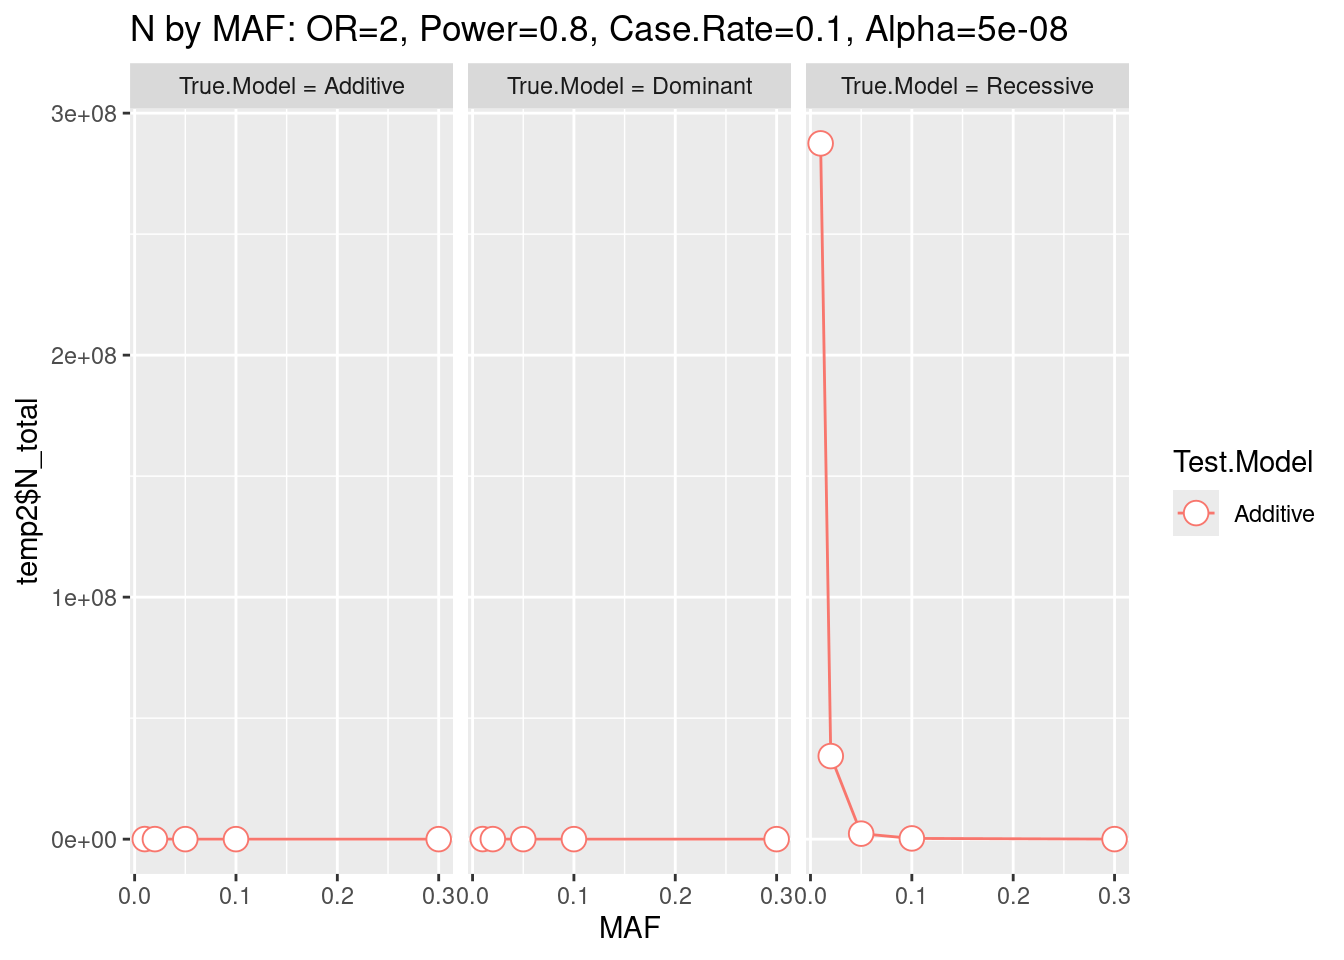 N by MAF: OR=2, Power=0.8, Case.Rate=0.1, Alpha=5e-08
True.Model = Additive
True.Model = Dominant
True.Model = Recessive
3e+08
2e+08
1e+08
0e+00
temp2$N_total
0.0 0.1 0.2 0.3
0.0 0.1 0.2 0.3
0.0 0.1 0.2 0.3
MAF
Test.Model
Additive